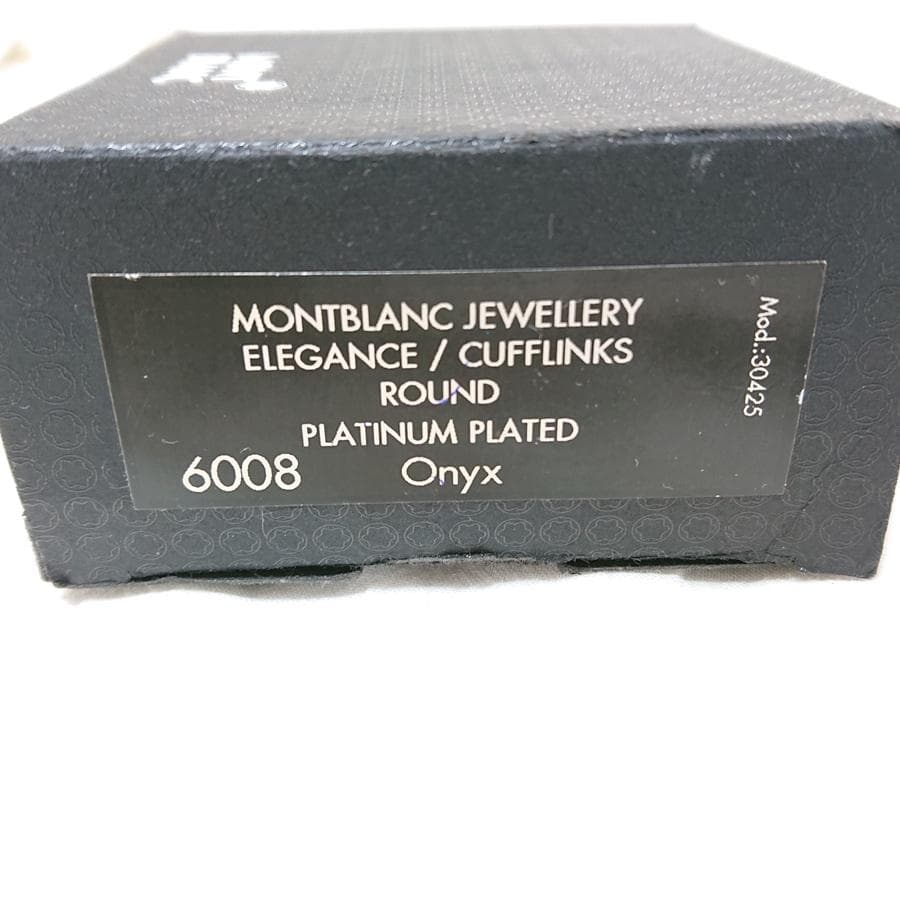 MONTBLANC JEWELLERY
ELEGANCE / CUFFLINKS
ROUND
PLATINUM PLATED
6008 Onyx
Mod.:30425